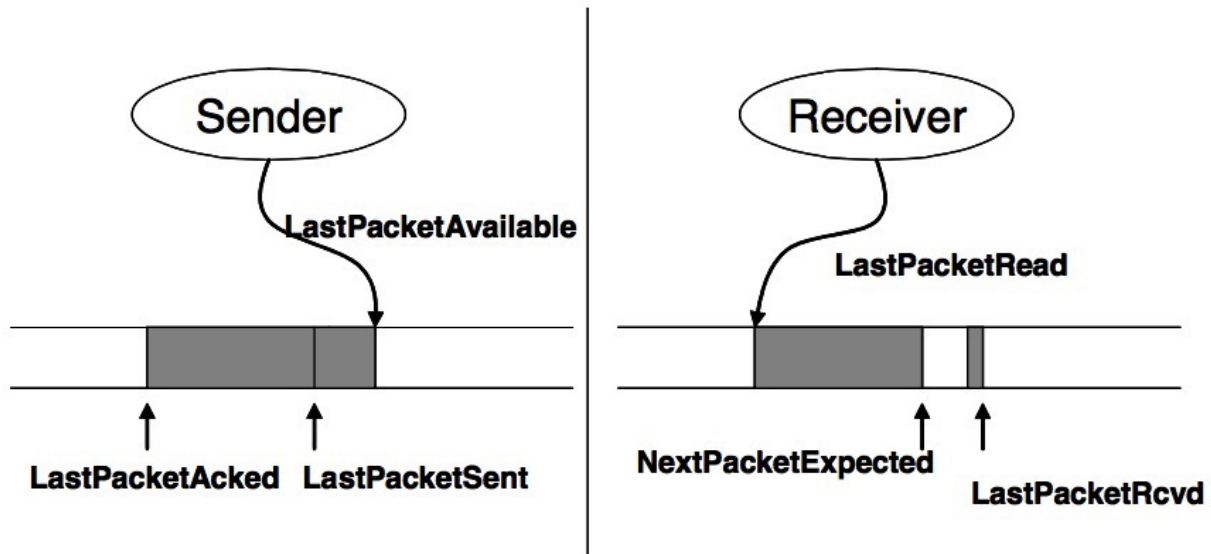 Sender
LastPacketAvailable
LastPacketAcked
LastPacketSent
Receiver
LastPacketRead
NextPacketExpected
LastPacketRcvd